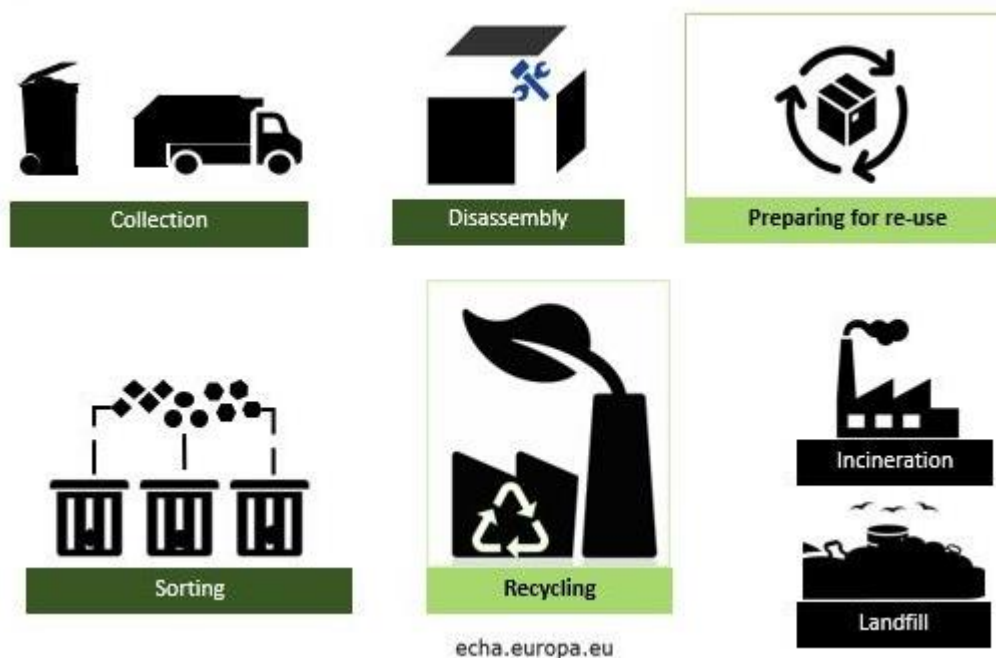 Collection
Disassembly
Preparing for re-use
Sorting
Recycling
Incineration
Landfill
echa.europa.eu